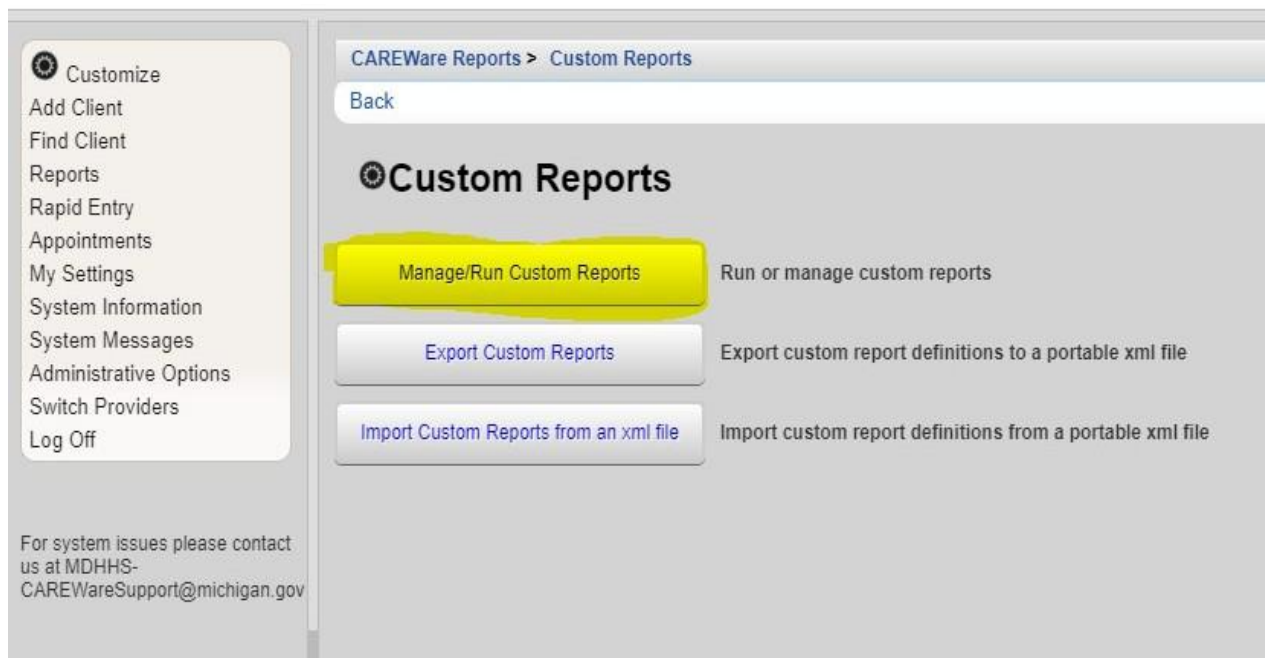 Customize
Add Client
Find Client
Reports
Rapid Entry
Appointments
My Settings
System Information
System Messages
Administrative Options
Switch Providers
Log Off
For system issues please contact
us at MDHHS-
CAREWareSupport@michigan.gov
CAREWare Reports > Custom Reports
Back
Custom Reports
Manage/Run Custom Reports
Run or manage custom reports
Export Custom Reports
Export custom report definitions to a portable xml file
Import Custom Reports from an xml file
Import custom report definitions from a portable xml file